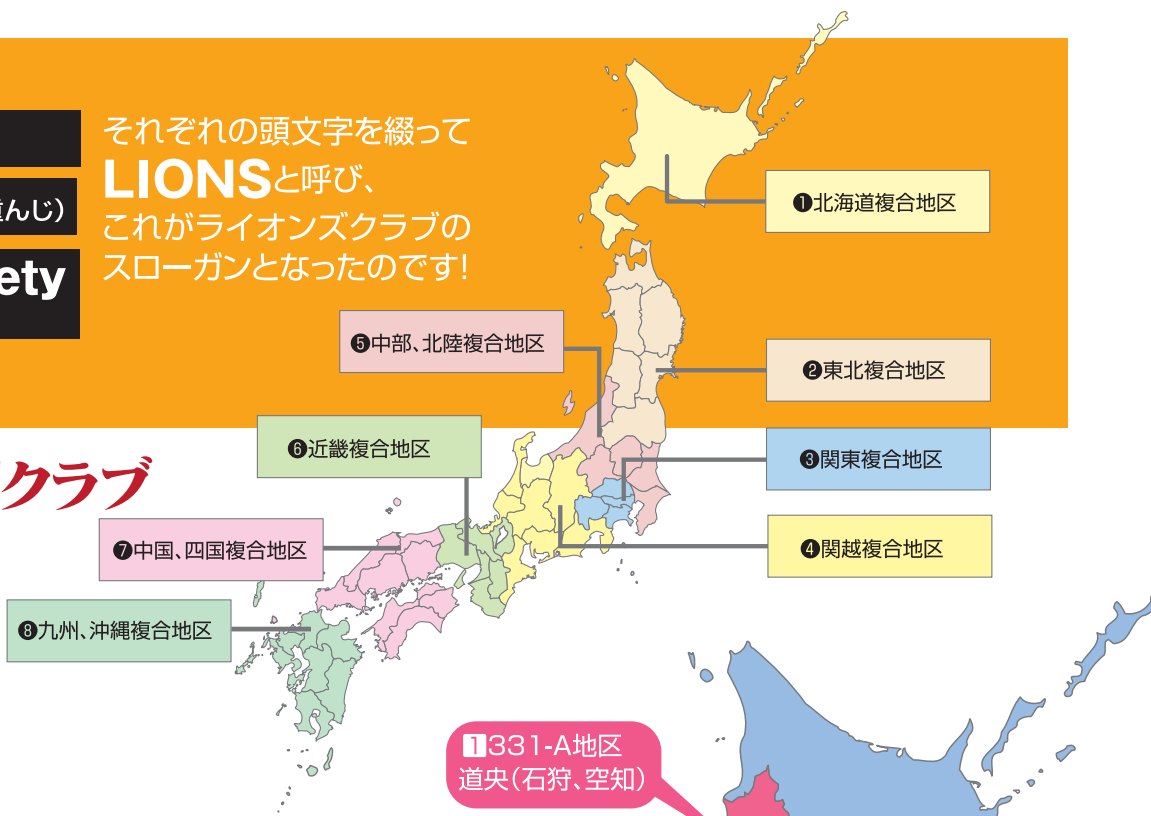 それぞれの頭文字を綴って
LIONSと呼び、
これがライオンズクラブの
スローガンとなったのです!
んじ）
ety
❶北海道複合地区
❺中部、北陸複合地区
❷東北複合地区
❻近畿複合地区
❸関東複合地区
クラブ
❼中国、四国複合地区
❹関越複合地区
❽九州、沖縄複合地区
1331-A地区
道央（石狩、空知）